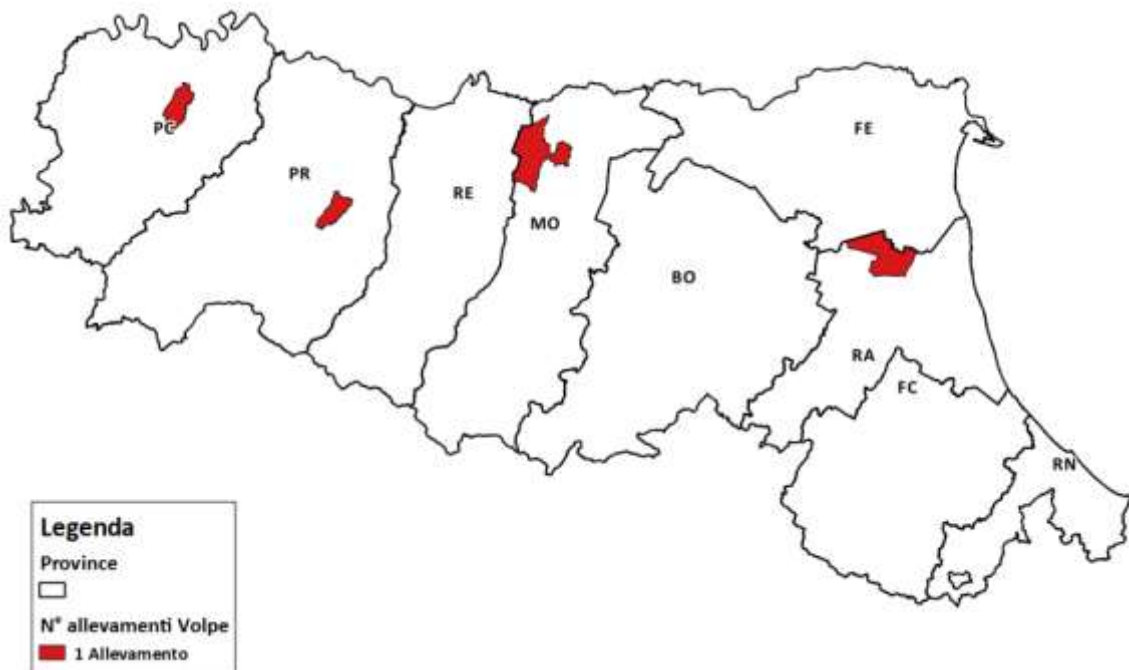 PC
PR
RE
MO
FE
BO
RA
FC
RN
Legenda
Province
N° allevamenti Volpe
1 Allevamento